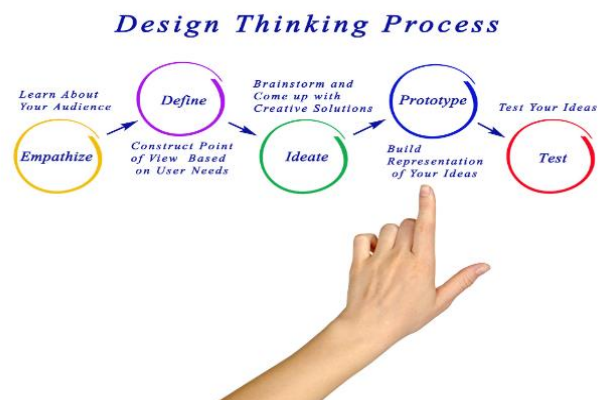 Design Thinking Process
Learn About
Your Audience
Empathize
Define
Construct Point
of View Based
on User Needs
Brainstorm and
Come up with
Creative Solutions
Ideate
Prototype
Build
Representation
of Your Ideas
Test Your Ideas
Test